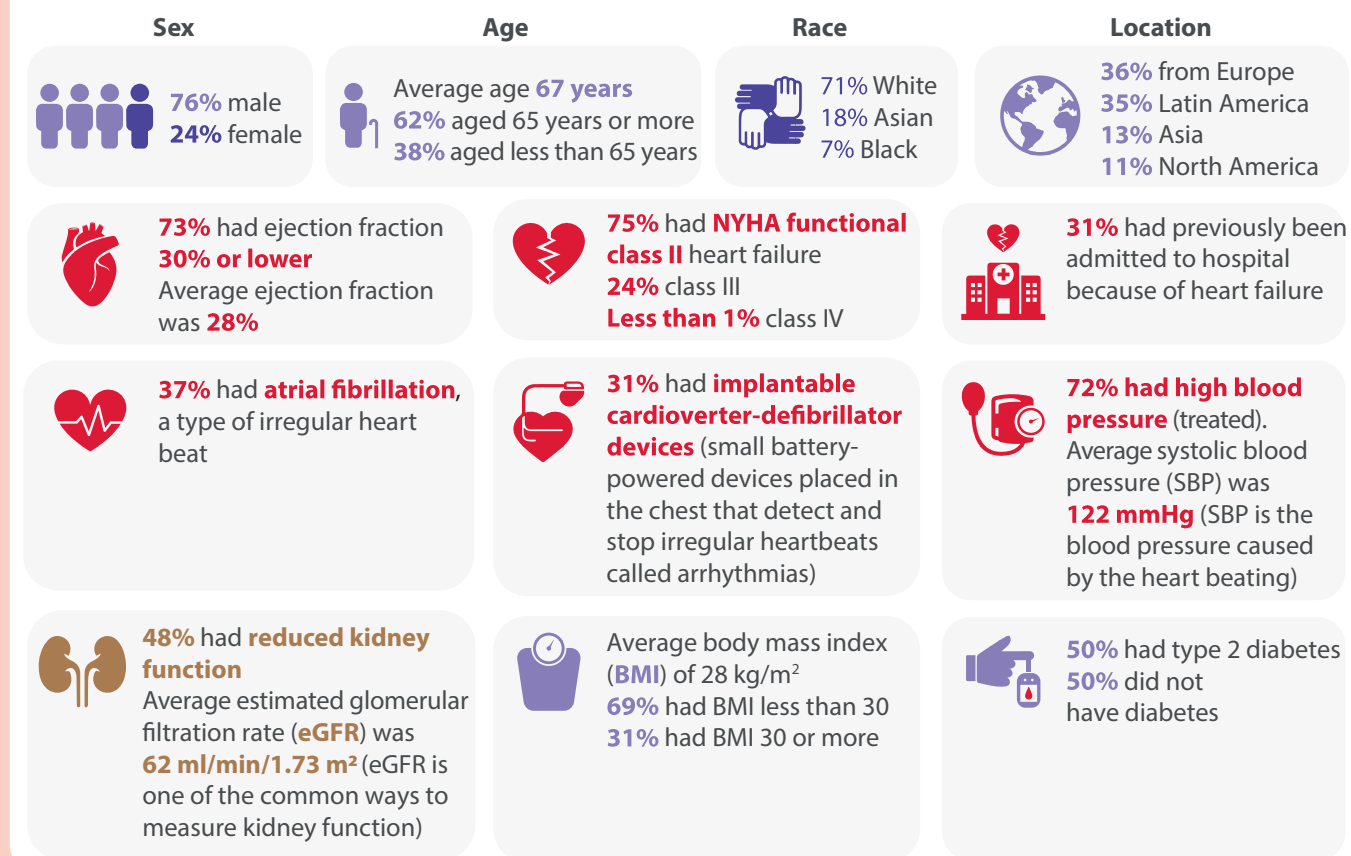 Sex
76% male
24% female
Age
Average age 67 years
62% aged 65 years or more
38% aged less than 65 years
Race
71% White
18% Asian
7% Black
Location
36% from Europe
35% Latin America
13% Asia
11% North America
73% had ejection fraction
30% or lower
Average ejection fraction
was 28%
75% had NYHA functional
class II heart failure
24% class III
Less than 1% class IV
31% had previously been
admitted to hospital
because of heart failure
37% had atrial fibrillation,
a type of irregular heart
beat
31% had implantable
cardioverter-defibrillator
devices (small battery-
powered devices placed in
the chest that detect and
stop irregular heartbeats
called arrhythmias)
72% had high blood
pressure (treated).
Average systolic blood
pressure (SBP) was
122 mmHg (SBP is the
blood pressure caused
by the heart beating)
48% had reduced kidney
function
Average estimated glomerular
filtration rate (eGFR) was
62 ml/min/1.73 m² (eGFR is
one of the common ways to
measure kidney function)
Average body mass index
(BMI) of 28 kg/m²
69% had BMI less than 30
31% had BMI 30 or more
50% had type 2 diabetes
50% did not
have diabetes